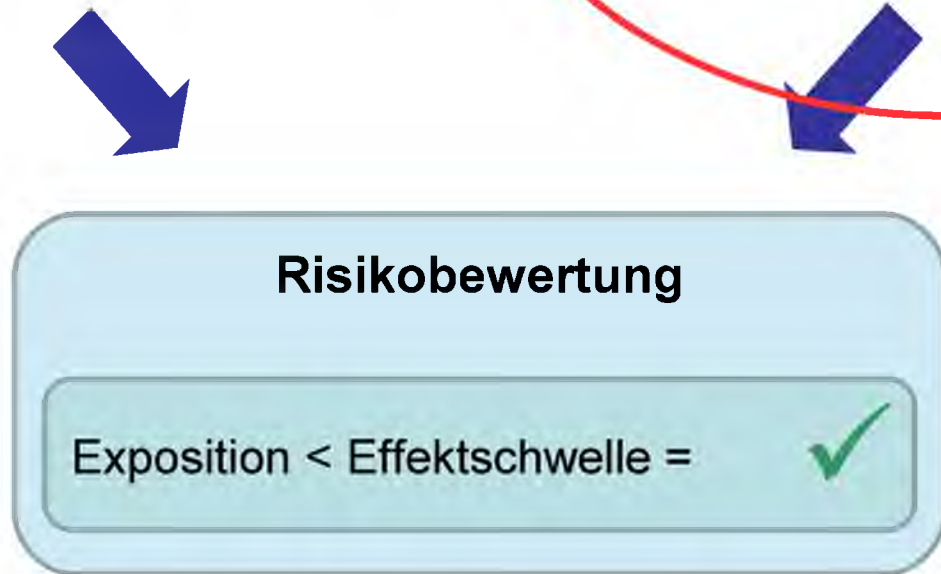 Risikobewertung
Exposition < Effektschwelle = ✓